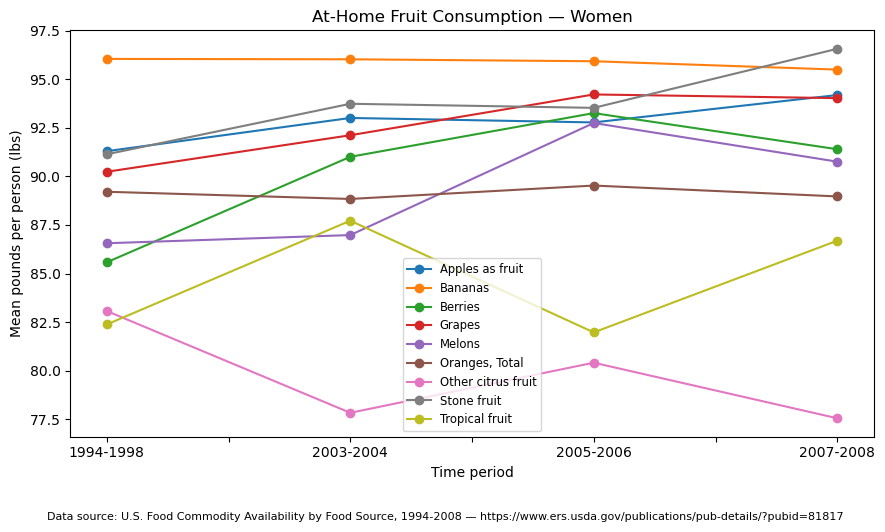 At-Home Fruit Consumption — Women
97.5
95.0
92.5
90.0
87.5
85.0
82.5
80.0
77.5
Mean pounds per person (lbs)
Apples as fruit
Bananas
Berries
Grapes
Melons
Oranges, Total
Other citrus fruit
Stone fruit
Tropical fruit
1994-1998 2003-2004 2005-2006 2007-2008
Time period
Data source: U.S. Food Commodity Availability by Food Source, 1994-2008 — https://www.ers.usda.gov/publications/pub-details/?pubid=81817